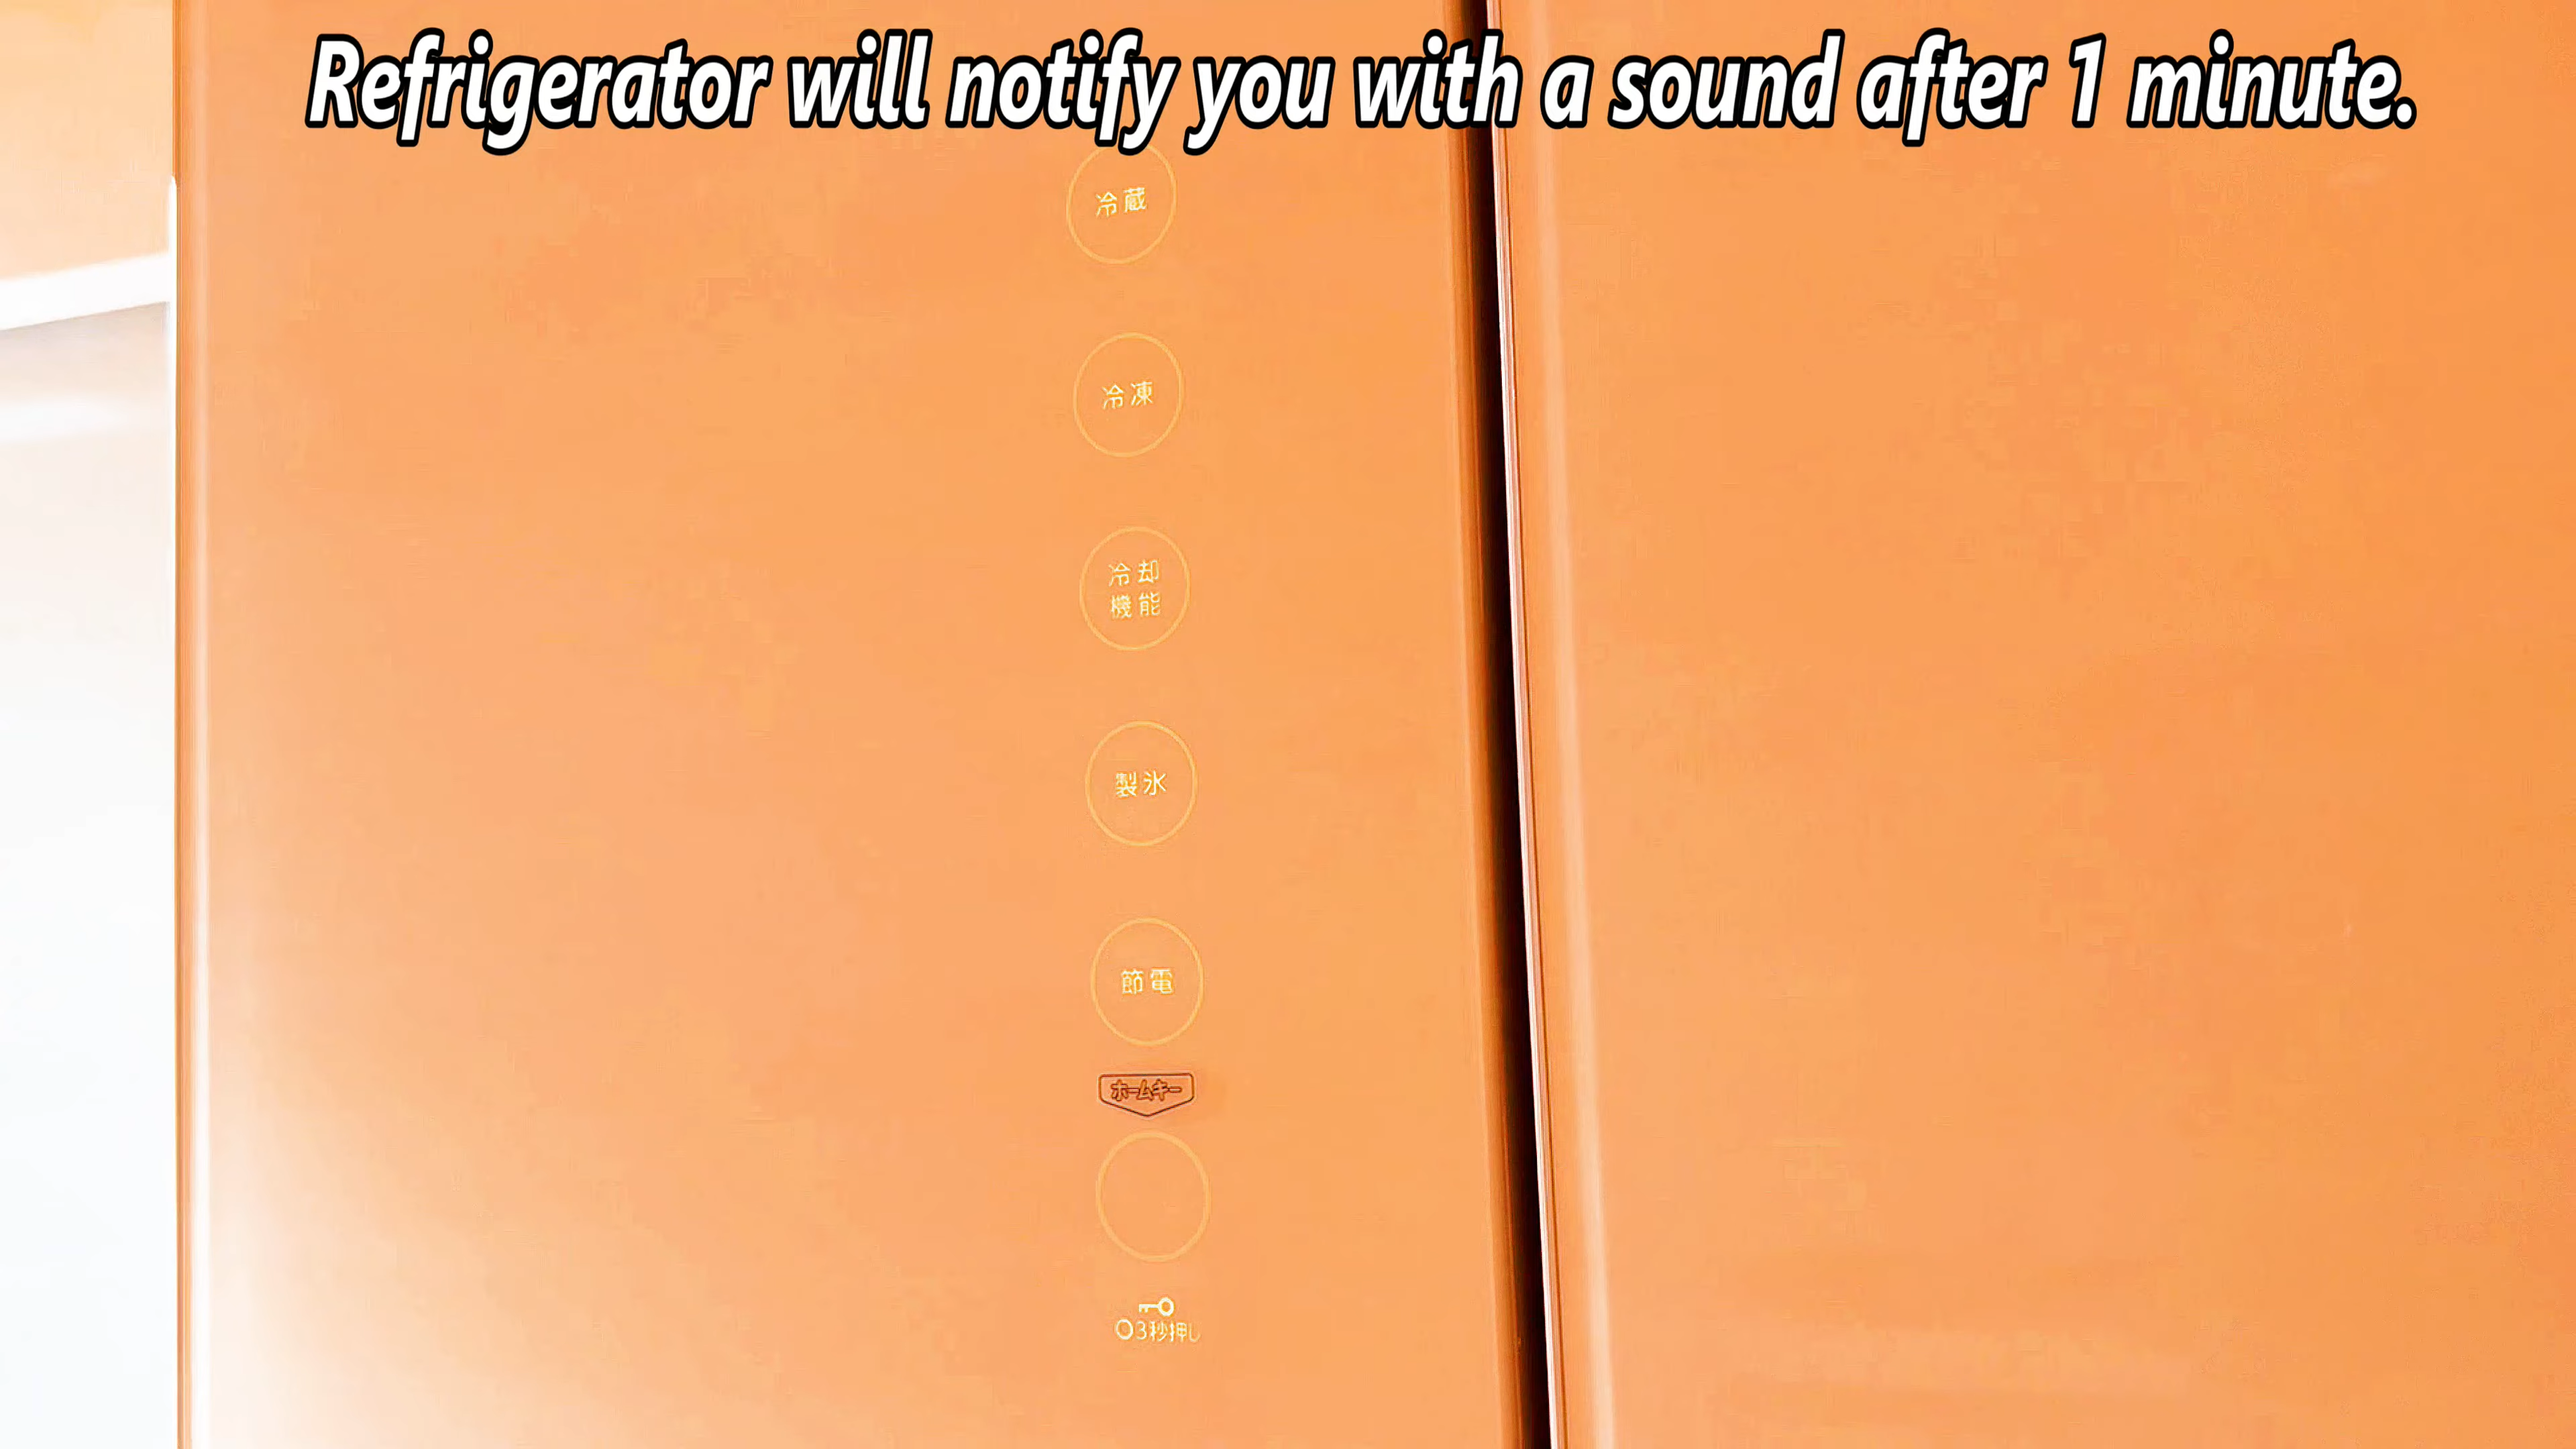 Refrigerator will notify you with a sound after 1 minute.
冷蔵
冷凍
冷却
機能
製氷
節電
ホームキー
○3秒押し